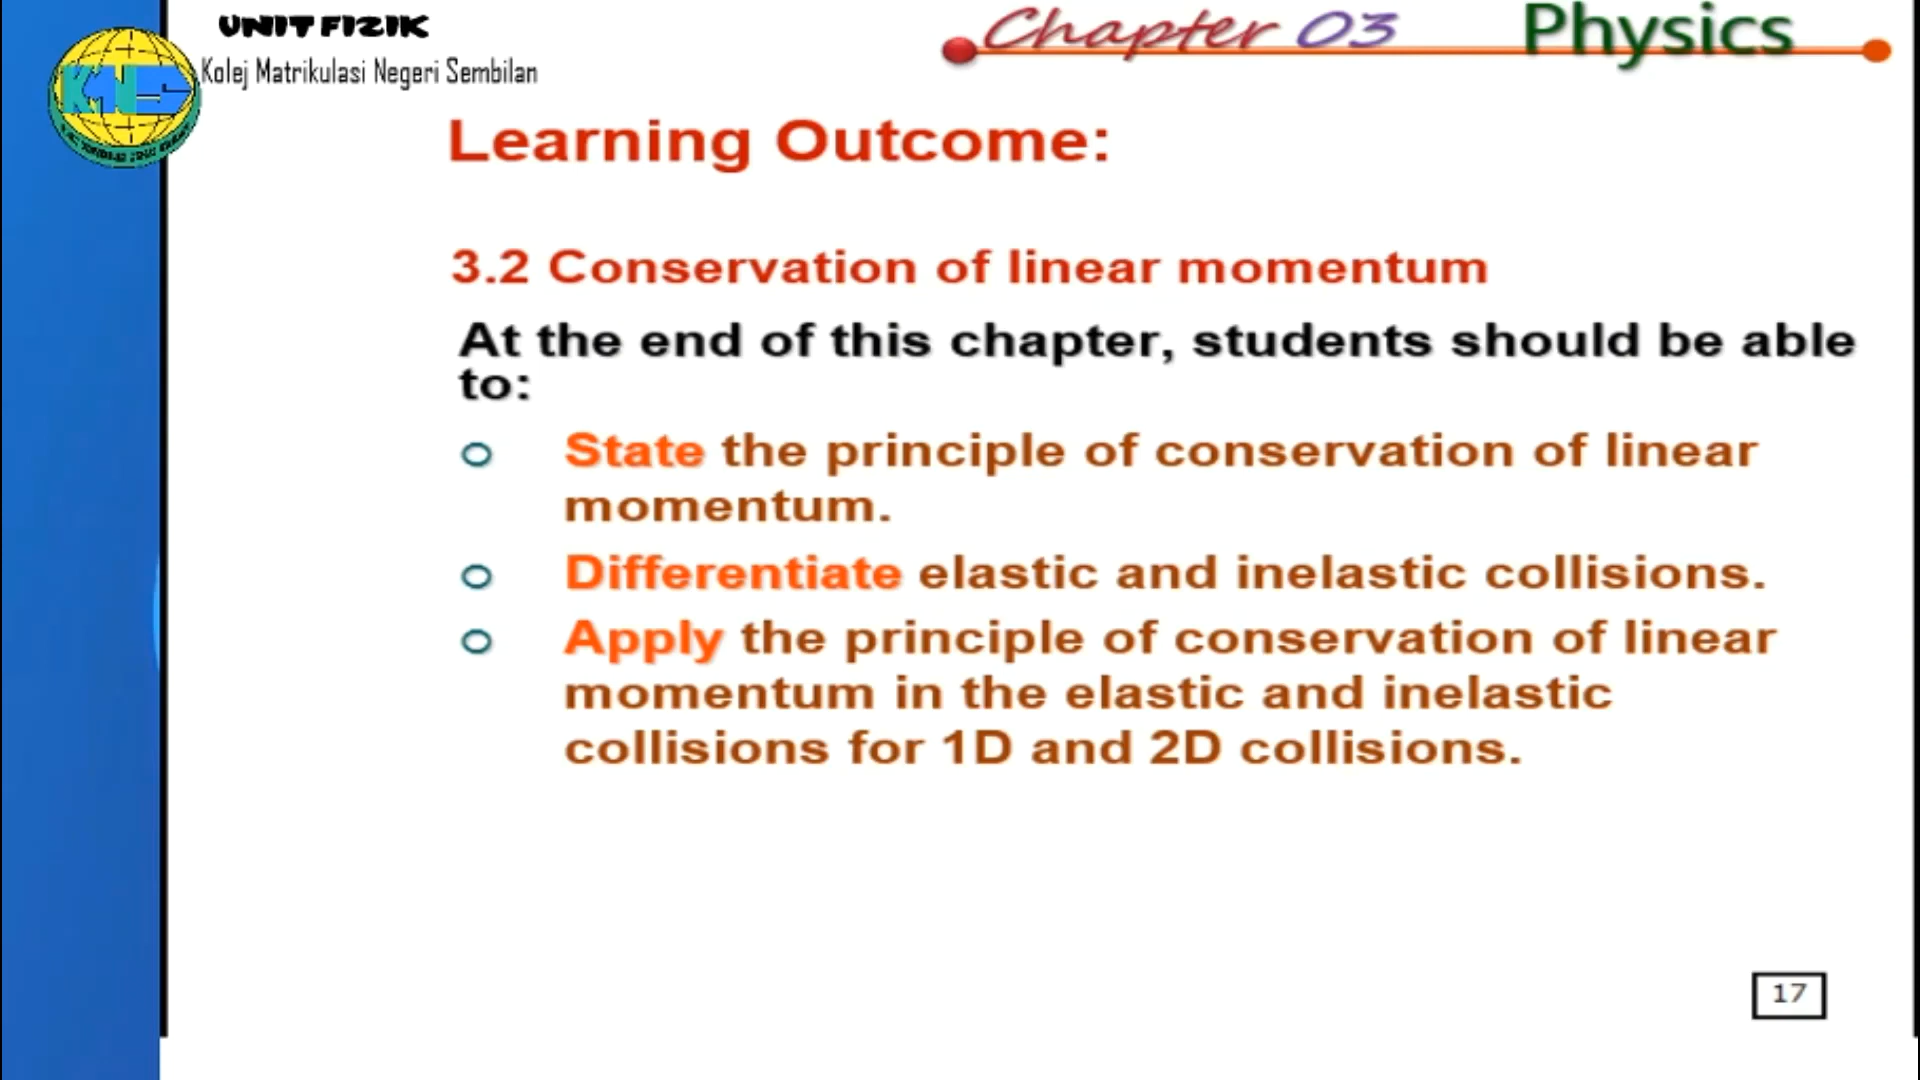 UNIT FIZIK
Kolej Matrikulasi Negeri Sembilan
Chapter 03
Physics
Learning Outcome:
3.2 Conservation of linear momentum
At the end of this chapter, students should be able
to:
State the principle of conservation of linear
momentum.
Differentiate elastic and inelastic collisions.
Apply the principle of conservation of linear
momentum in the elastic and inelastic
collisions for 1D and 2D collisions.
17